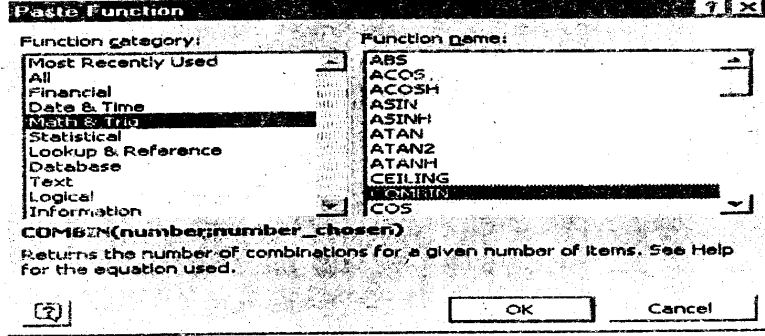 Paste Function
Function category:
Most Recently Used
All
Financial
Date & Time
Math & Trig
Statistical
Lookup & Reference
Database
Text
Logical
Information
Function name:
ABS
ACOS
ACOSH
ASIN
ASINH
ATAN
ATAN2
ATANH
CEILING
COMBIN
COS
COMBIN(number;number_chosen)
Returns the number of combinations for a given number of items. See Help
for the equation used.
OK
Cancel